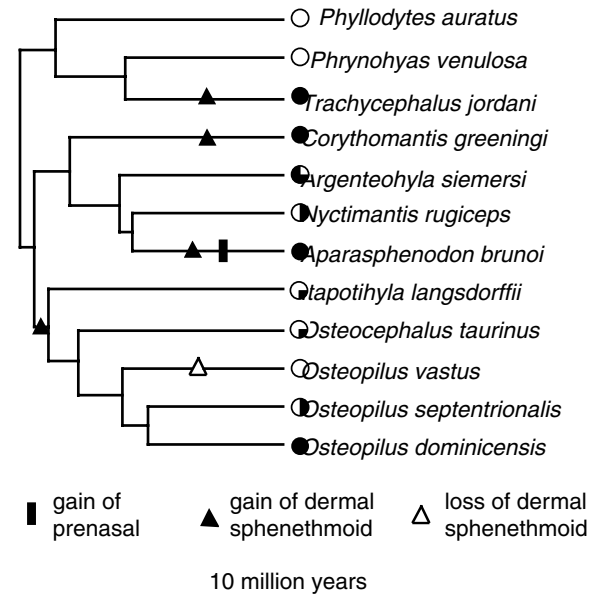 Phyllodytes auratus
Phrynohyas venulosa
Trachycephalus jordani
Corythomantis greeningi
Argenteohyla siemersi
Nyctimantis rugiceps
Aparasphenodon brunoi
Itapotihyla langsdorffii
Osteocephalus taurinus
Osteopilus vastus
Osteopilus septentrionalis
Osteopilus dominicensis
gain of
prenasal
gain of dermal
sphenethmoid
loss of dermal
sphenethmoid
10 million years